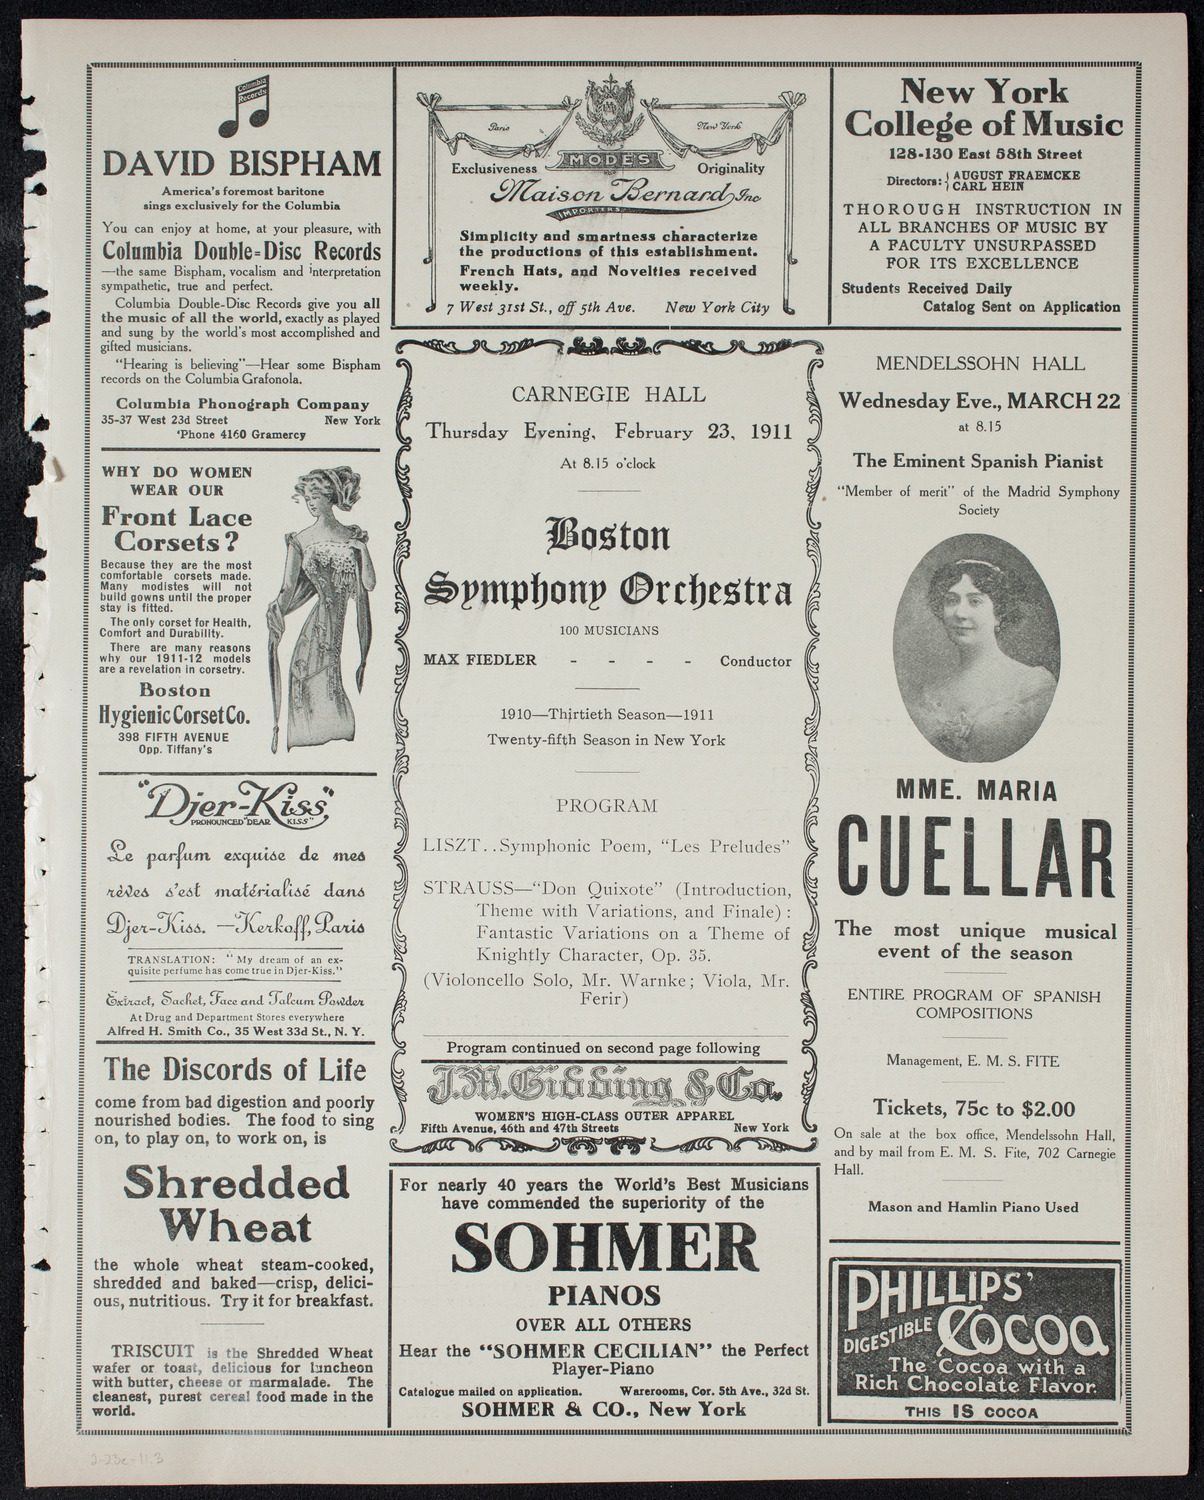 Columbia
Records
DAVID BISPHAM
America's foremost baritone
sings exclusively for the Columbia
You can enjoy at home, at your pleasure, with
Columbia Double=Disc Records
—the same Bispham, vocalism and interpretation
sympathetic, true and perfect.
Columbia Double-Disc Records give you all
the music of all the world, exactly as played
and sung by the world's most accomplished and
gifted musicians.
"Hearing is believing"—Hear some Bispham
records on the Columbia Grafonola.
Columbia Phonograph Company
35-37 West 23d Street New York
'Phone 4160 Gramercy
WHY DO WOMEN
WEAR OUR
Front Lace
Corsets?
Because they are the most
comfortable corsets made.
Many modistes will not
build gowns until the proper
stay is fitted.
The only corset for Health,
Comfort and Durability.
There are many reasons
why our 1911-12 models
are a revelation in corsetry.
Boston
Hygienic Corset Co.
398 FIFTH AVENUE
Opp. Tiffany's
"Djer-Kiss"
PRONOUNCED "DEAR KISS"
Le parfum exquise de mes
rêves s'est matérialisé dans
Djer-Kiss. —Kerkoff, Paris
TRANSLATION: "My dream of an ex-
quisite perfume has come true in Djer-Kiss."
Extract, Sachet, Face and Talcum Powder
At Drug and Department Stores everywhere
Alfred H. Smith Co., 35 West 33d St., N. Y.
The Discords of Life
come from bad digestion and poorly
nourished bodies. The food to sing
on, to play on, to work on, is
Shredded
Wheat
the whole wheat steam-cooked,
shredded and baked—crisp, delici-
ous, nutritious. Try it for breakfast.
TRISCUIT is the Shredded Wheat
wafer or toast, delicious for luncheon
with butter, cheese or marmalade. The
cleanest, purest cereal food made in the
world.
Paris New York
Exclusiveness MODES Originality
Maison Bernard Inc
IMPORTERS
Simplicity and smartness characterize
the productions of this establishment.
French Hats, and Novelties received
weekly.
7 West 31st St., off 5th Ave. New York City
CARNEGIE HALL
Thursday Evening, February 23, 1911
At 8.15 o'clock
Boston
Symphony Orchestra
100 MUSICIANS
MAX FIEDLER - - - - Conductor
1910—Thirtieth Season—1911
Twenty-fifth Season in New York
PROGRAM
LISZT..Symphonic Poem, "Les Preludes"
STRAUSS—"Don Quixote" (Introduction,
Theme with Variations, and Finale):
Fantastic Variations on a Theme of
Knightly Character, Op. 35.
(Violoncello Solo, Mr. Warnke; Viola, Mr.
Ferir)
Program continued on second page following
J.M. Gidding & Co.
WOMEN'S HIGH-CLASS OUTER APPAREL
Fifth Avenue, 46th and 47th Streets New York
For nearly 40 years the World's Best Musicians
have commended the superiority of the
SOHMER
PIANOS
OVER ALL OTHERS
Hear the "SOHMER CECILIAN" the Perfect
Player-Piano
Catalogue mailed on application. Warerooms, Cor. 5th Ave., 32d St.
SOHMER & CO., New York
New York
College of Music
128-130 East 58th Street
Directors: { AUGUST FRAEMCKE
CARL HEIN
THOROUGH INSTRUCTION IN
ALL BRANCHES OF MUSIC BY
A FACULTY UNSURPASSED
FOR ITS EXCELLENCE
Students Received Daily
Catalog Sent on Application
MENDELSSOHN HALL
Wednesday Eve., MARCH 22
at 8.15
The Eminent Spanish Pianist
"Member of merit" of the Madrid Symphony
Society
MME. MARIA
CUELLAR
The most unique musical
event of the season
ENTIRE PROGRAM OF SPANISH
COMPOSITIONS
Management, E. M. S. FITE
Tickets, 75c to $2.00
On sale at the box office, Mendelssohn Hall,
and by mail from E. M. S. Fite, 702 Carnegie
Hall.
Mason and Hamlin Piano Used
PHILLIPS'
DIGESTIBLE COCOA
The Cocoa with a
Rich Chocolate Flavor.
THIS IS COCOA
2-23e-11.3